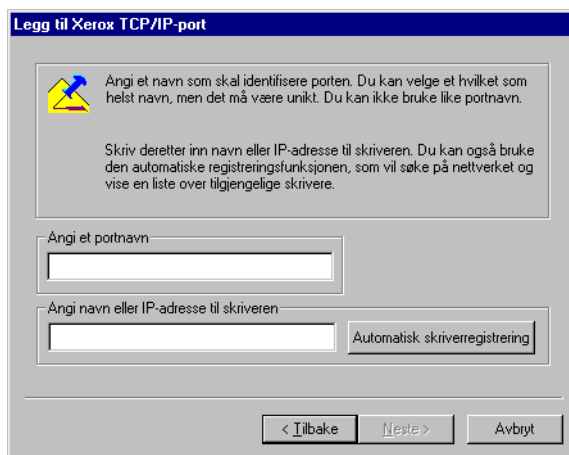 Legg til Xerox TCP/IP-port
Angi et navn som skal identifisere porten. Du kan velge et hvilket som
helst navn, men det må være unikt. Du kan ikke bruke like portnavn.
Skriv deretter inn navn eller IP-adresse til skriveren. Du kan også bruke
den automatiske registreringsfunksjonen, som vil søke på nettverket og
vise en liste over tilgjengelige skrivere.
Angi et portnavn
Angi navn eller IP-adresse til skriveren
Automatisk skriverregistrering
< Tilbake
Neste >
Avbryt